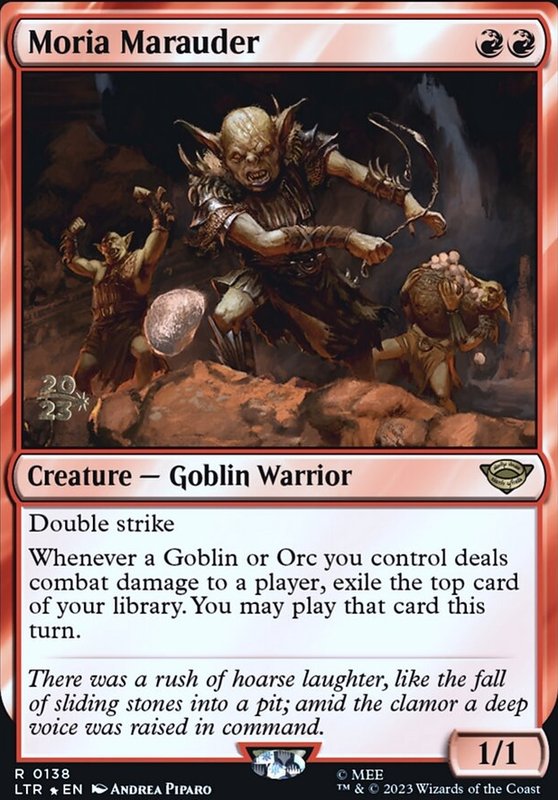 Moria Marauder
20
23
Creature — Goblin Warrior
Double strike
Whenever a Goblin or Orc you control deals
combat damage to a player, exile the top card
of your library. You may play that card this
turn.
There was a rush of hoarse laughter, like the fall
of sliding stones into a pit; amid the clamor a deep
voice was raised in command.
1/1
R 0138
LTR ★ EN Andrea Piparo
© MEE
™ & © 2023 Wizards of the Coast